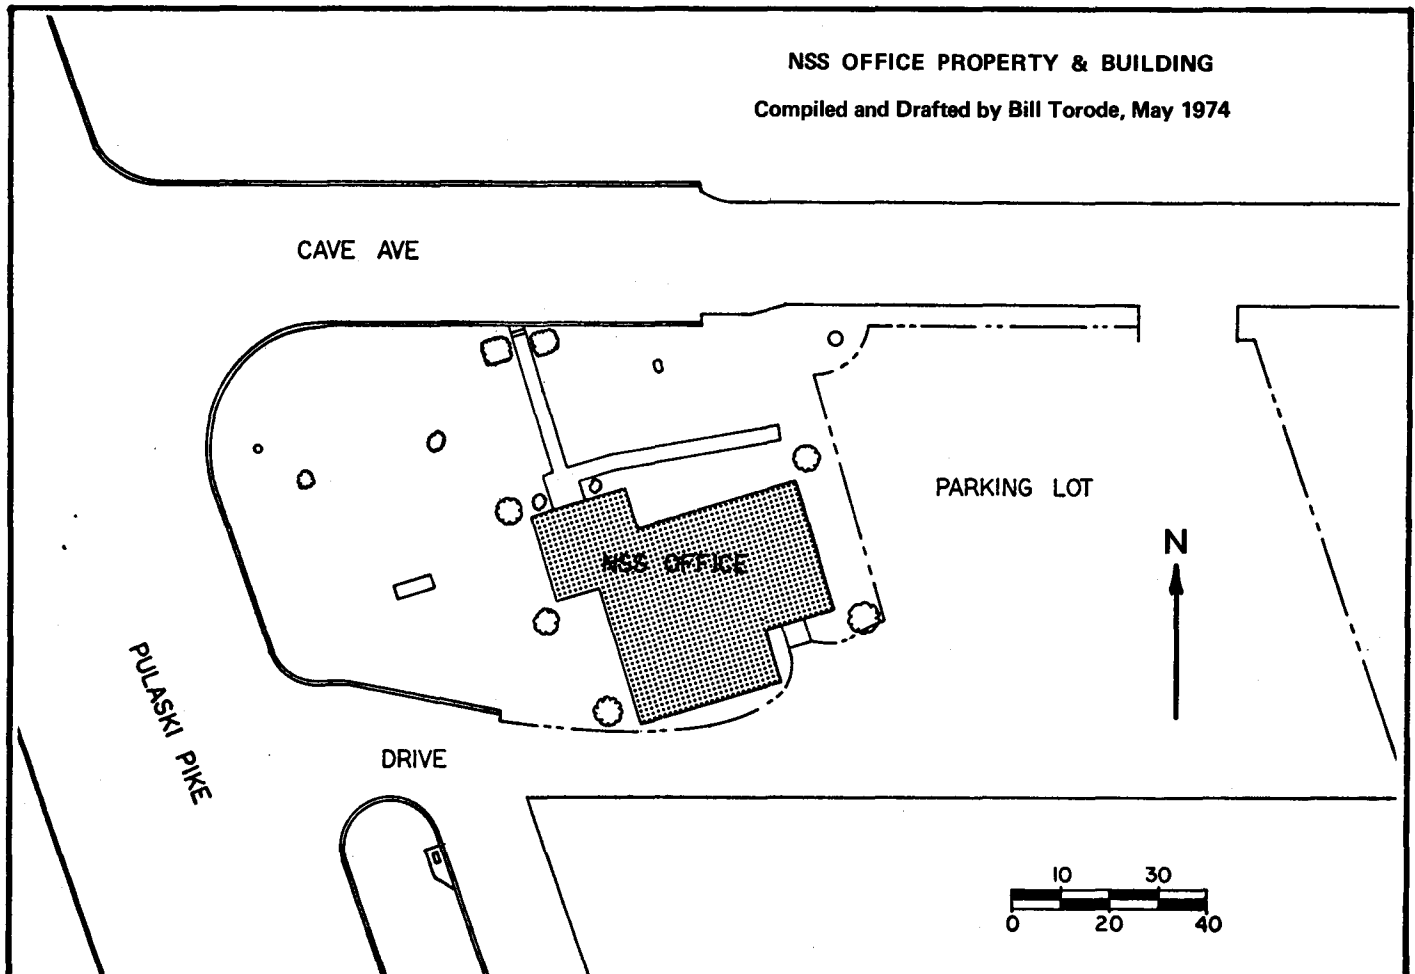 NSS OFFICE PROPERTY & BUILDING
Compiled and Drafted by Bill Torode, May 1974
CAVE AVE
PARKING LOT
N
NSS OFFICE
PULASKI PIKE
DRIVE
10 30
0 20 40